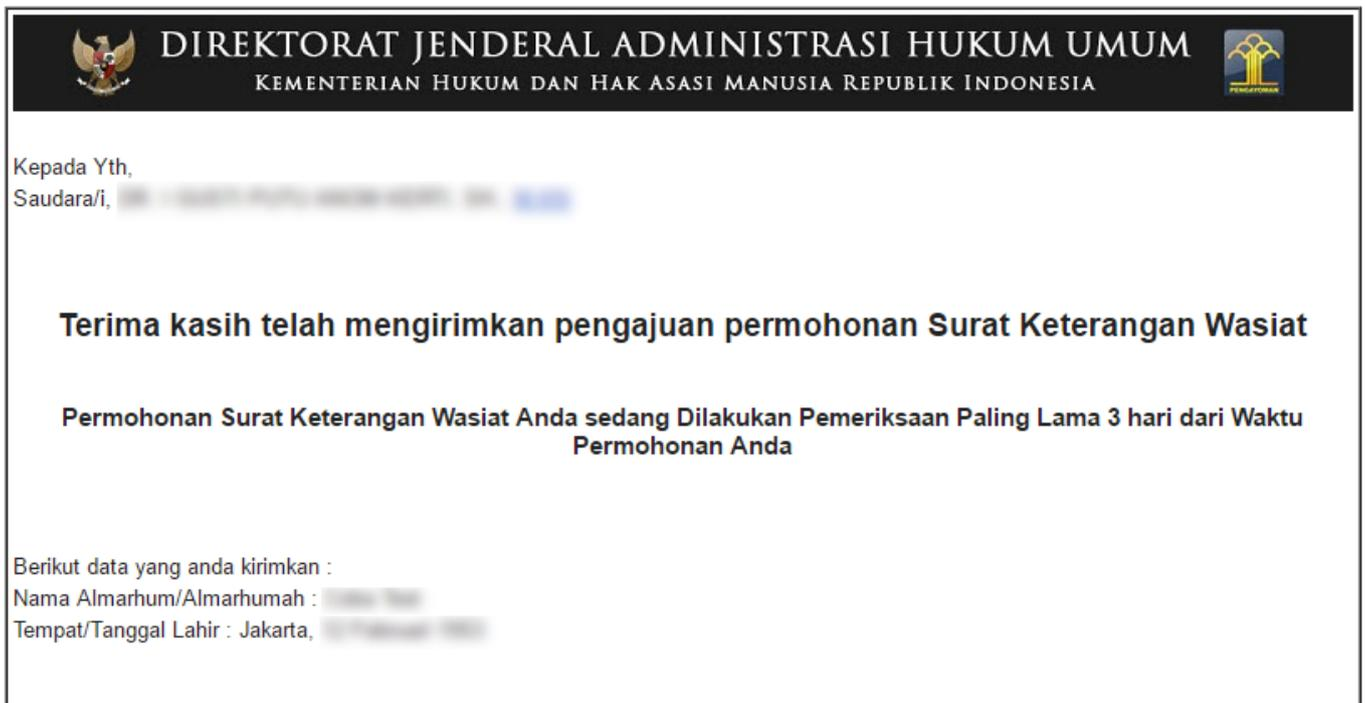 DIREKTORAT JENDERAL ADMINISTRASI HUKUM UMUM
KEMENTERIAN HUKUM DAN HAK ASASI MANUSIA REPUBLIK INDONESIA
PENGAYOMAN
Kepada Yth,
Saudara/i,
Terima kasih telah mengirimkan pengajuan permohonan Surat Keterangan Wasiat
Permohonan Surat Keterangan Wasiat Anda sedang Dilakukan Pemeriksaan Paling Lama 3 hari dari Waktu
Permohonan Anda
Berikut data yang anda kirimkan :
Nama Almarhum/Almarhumah :
Tempat/Tanggal Lahir : Jakarta,